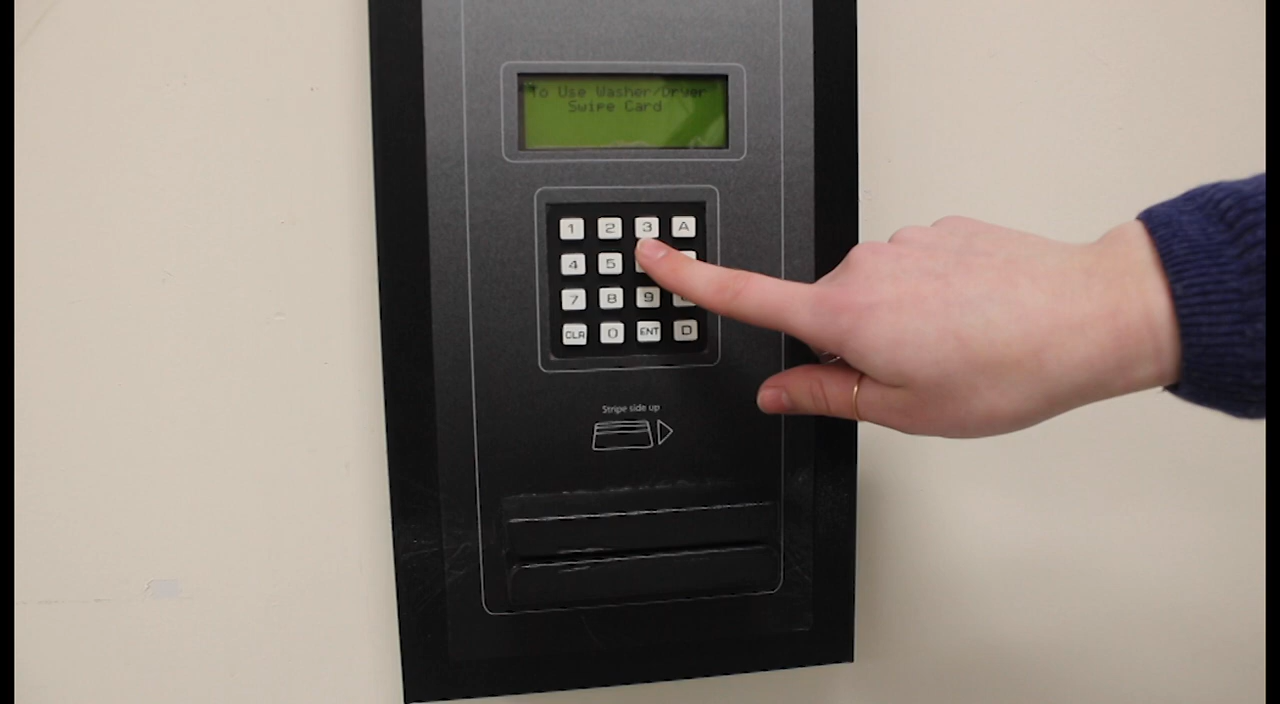 To Use Washer/Dryer
Swipe Card
1 2 3 A
4 5
7 8 9
CLR 0 ENT D
Stripe side up